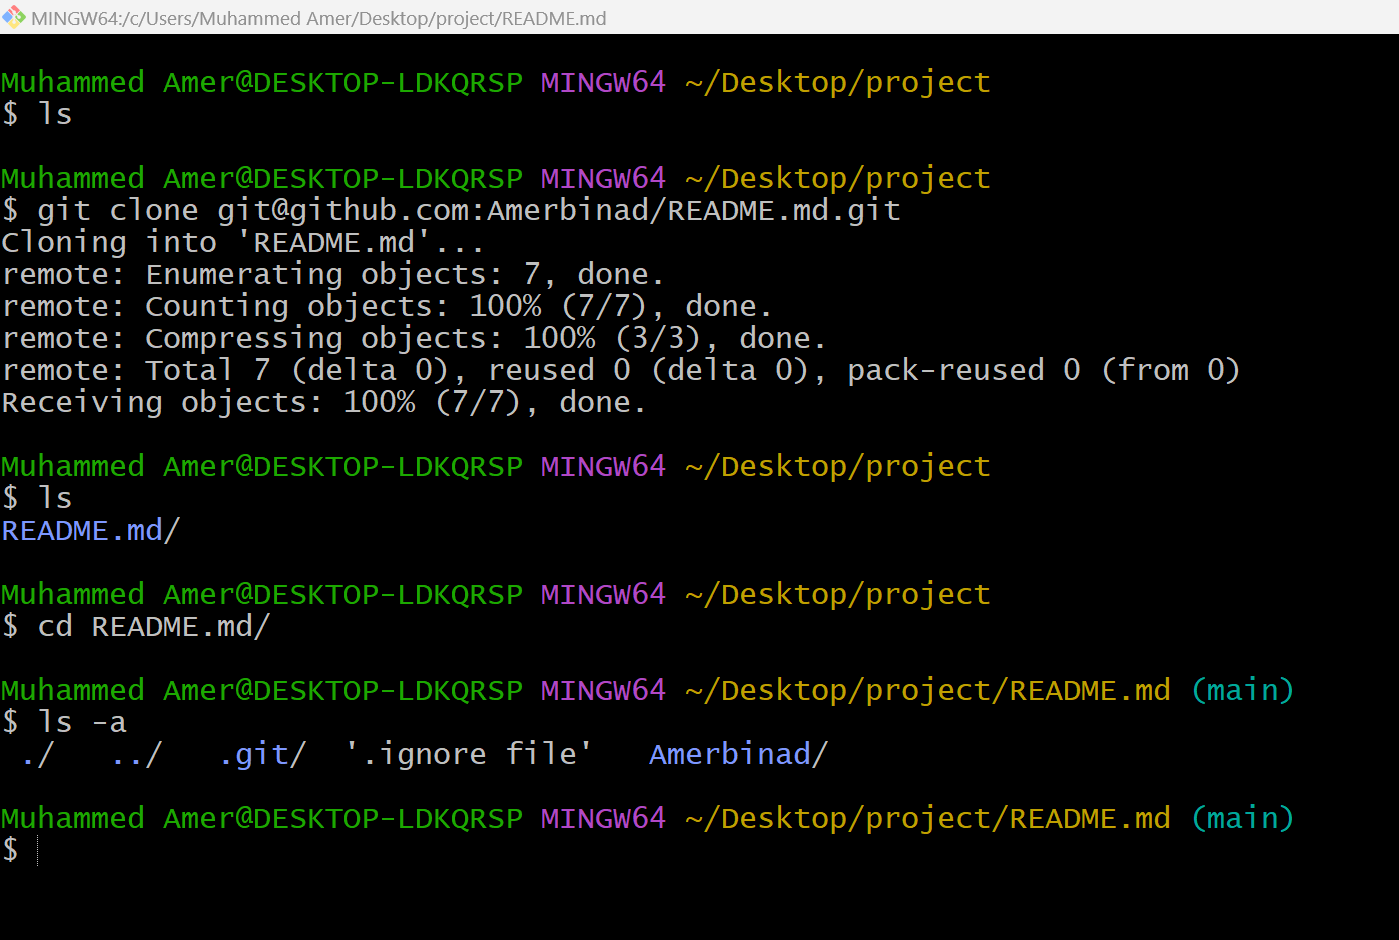 MINGW64:/c/Users/Muhammed Amer/Desktop/project/README.md
Muhammed Amer@DESKTOP-LDKQRSP MINGW64 ~/Desktop/project
$ ls
Muhammed Amer@DESKTOP-LDKQRSP MINGW64 ~/Desktop/project
$ git clone git@github.com:Amerbinad/README.md.git
Cloning into 'README.md'...
remote: Enumerating objects: 7, done.
remote: Counting objects: 100% (7/7), done.
remote: Compressing objects: 100% (3/3), done.
remote: Total 7 (delta 0), reused 0 (delta 0), pack-reused 0 (from 0)
Receiving objects: 100% (7/7), done.
Muhammed Amer@DESKTOP-LDKQRSP MINGW64 ~/Desktop/project
$ ls
README.md/
Muhammed Amer@DESKTOP-LDKQRSP MINGW64 ~/Desktop/project
$ cd README.md/
Muhammed Amer@DESKTOP-LDKQRSP MINGW64 ~/Desktop/project/README.md (main)
$ ls -a
./   ../   .git/  '.ignore file'   Amerbinad/
Muhammed Amer@DESKTOP-LDKQRSP MINGW64 ~/Desktop/project/README.md (main)
$